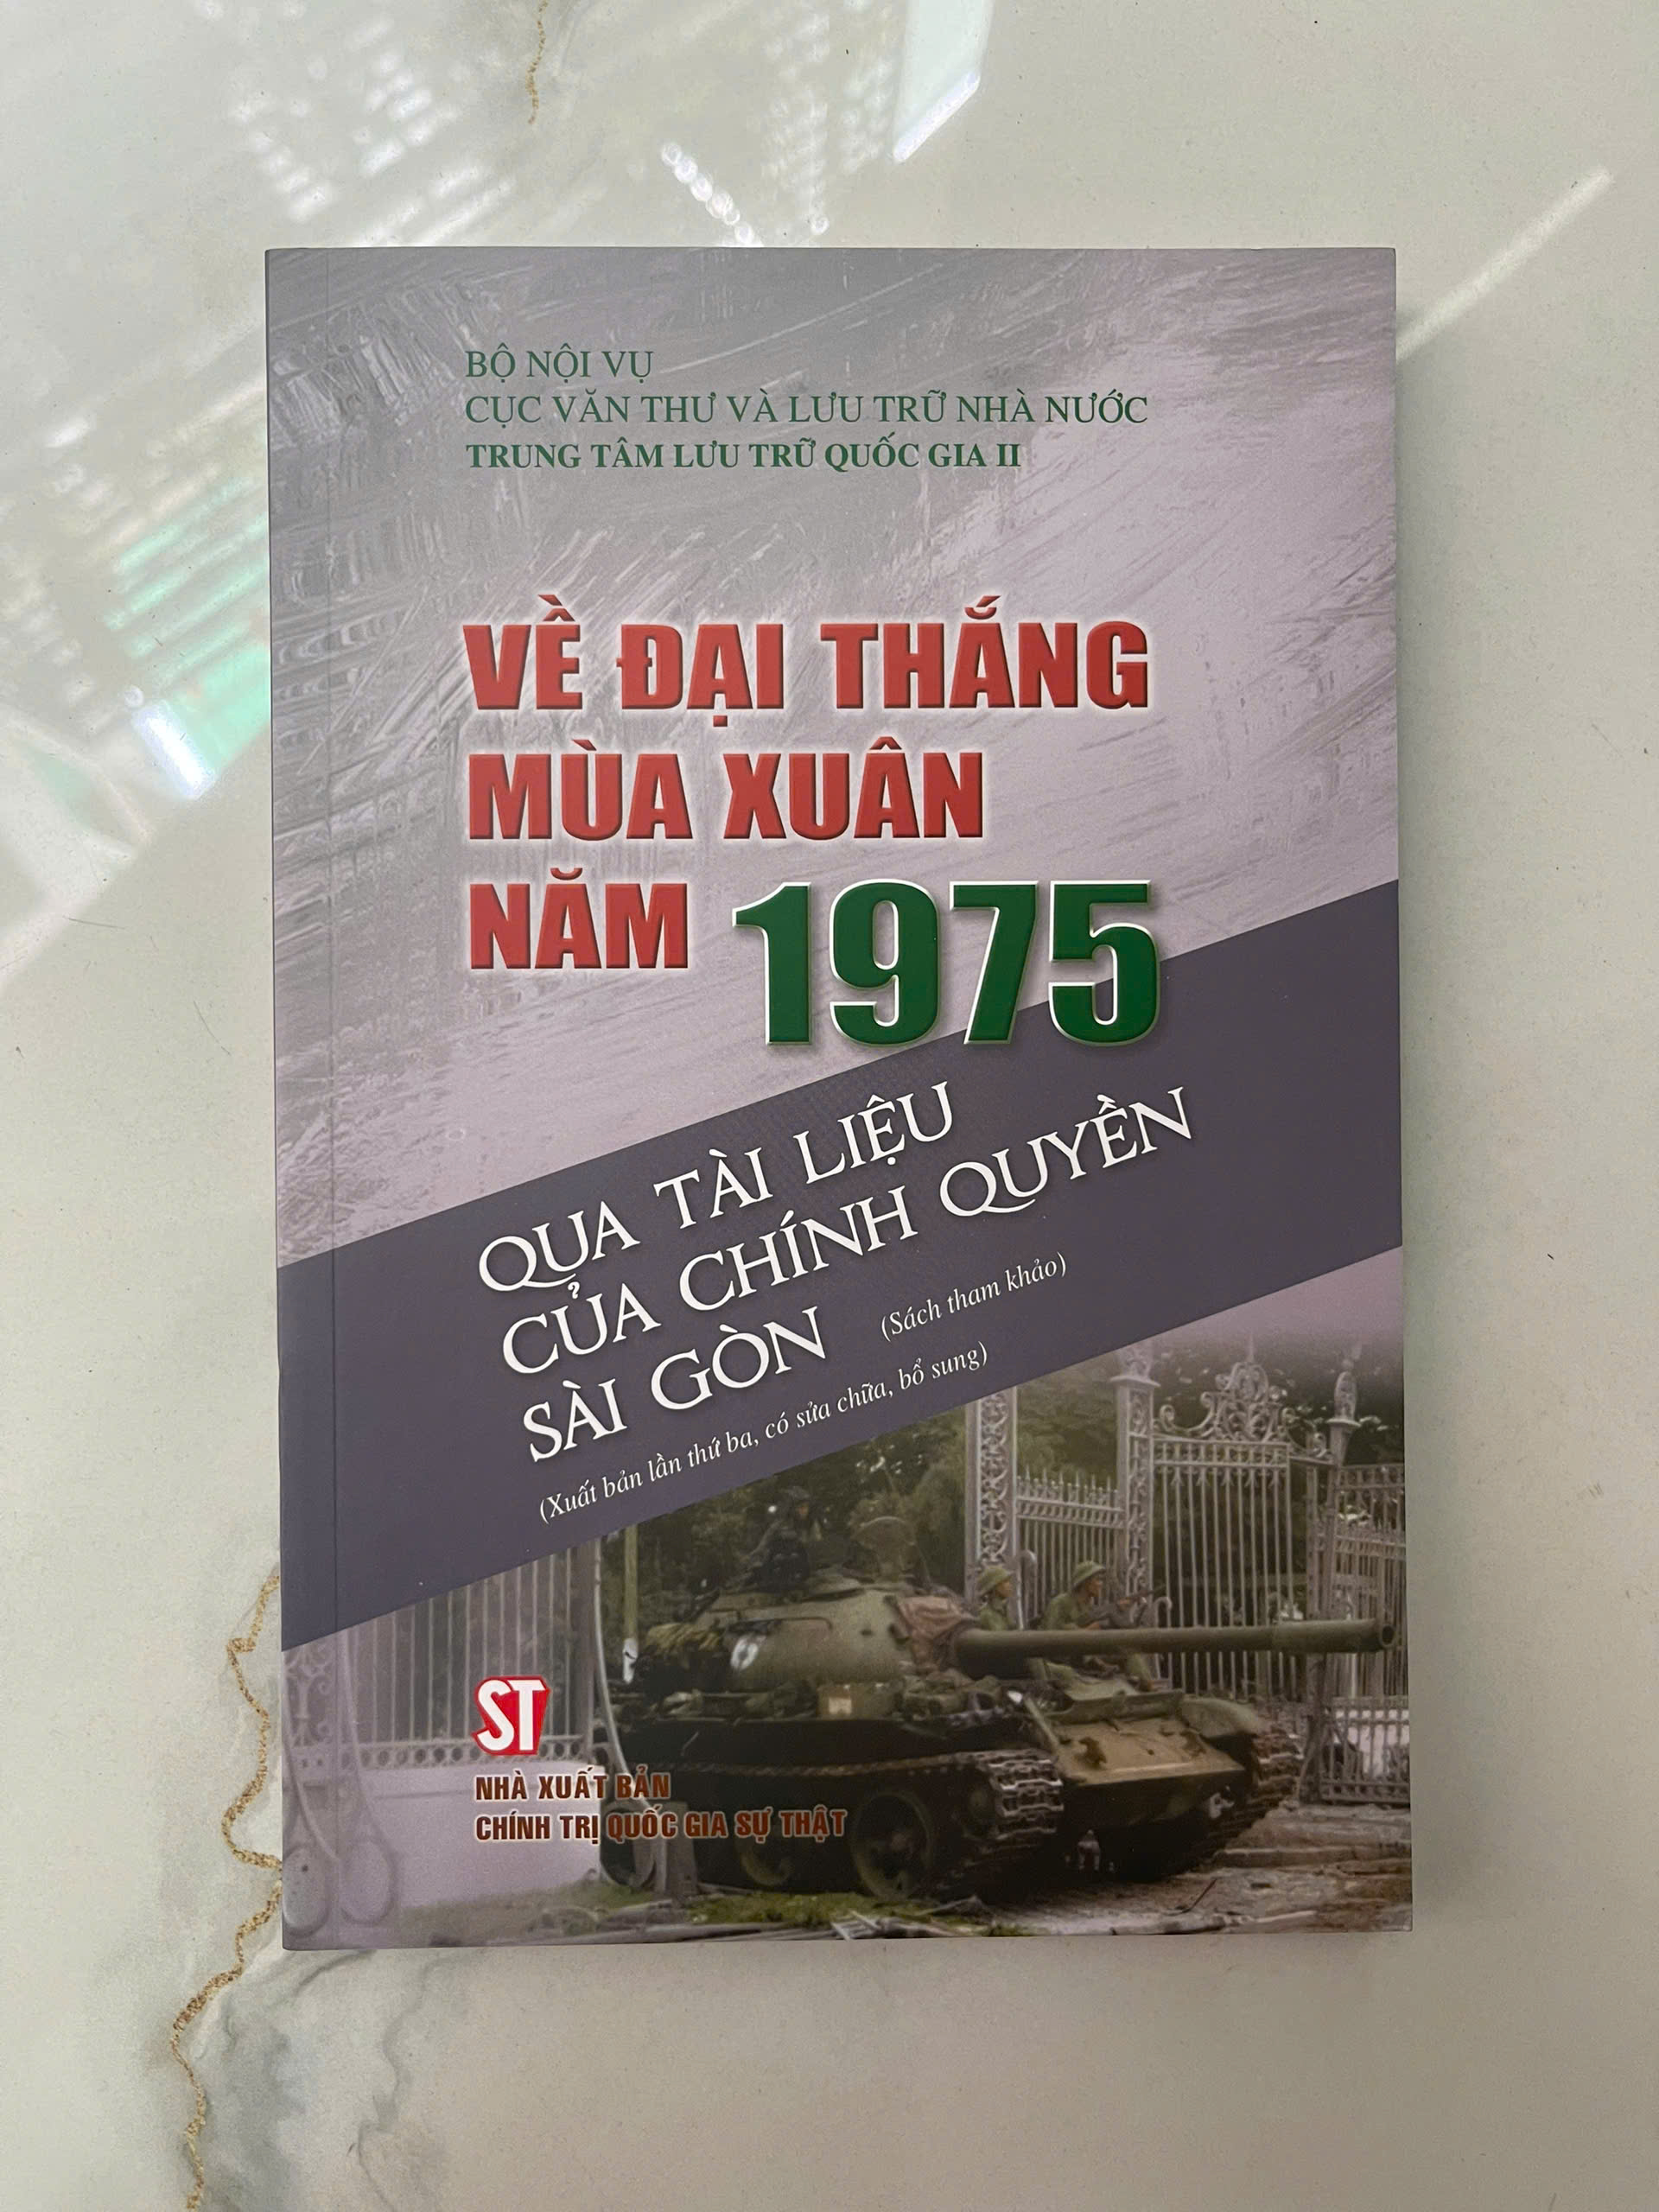 BỘ NỘI VỤ
CỤC VĂN THƯ VÀ LƯU TRỮ NHÀ NƯỚC
TRUNG TÂM LƯU TRỮ QUỐC GIA II
VỀ ĐẠI THẮNG
MÙA XUÂN
NĂM 1975
QUA TÀI LIỆU
CỦA CHÍNH QUYỀN
SÀI GÒN (Sách tham khảo)
(Xuất bản lần thứ ba, có sửa chữa, bổ sung)
ST
NHÀ XUẤT BẢN
CHÍNH TRỊ QUỐC GIA SỰ THẬT